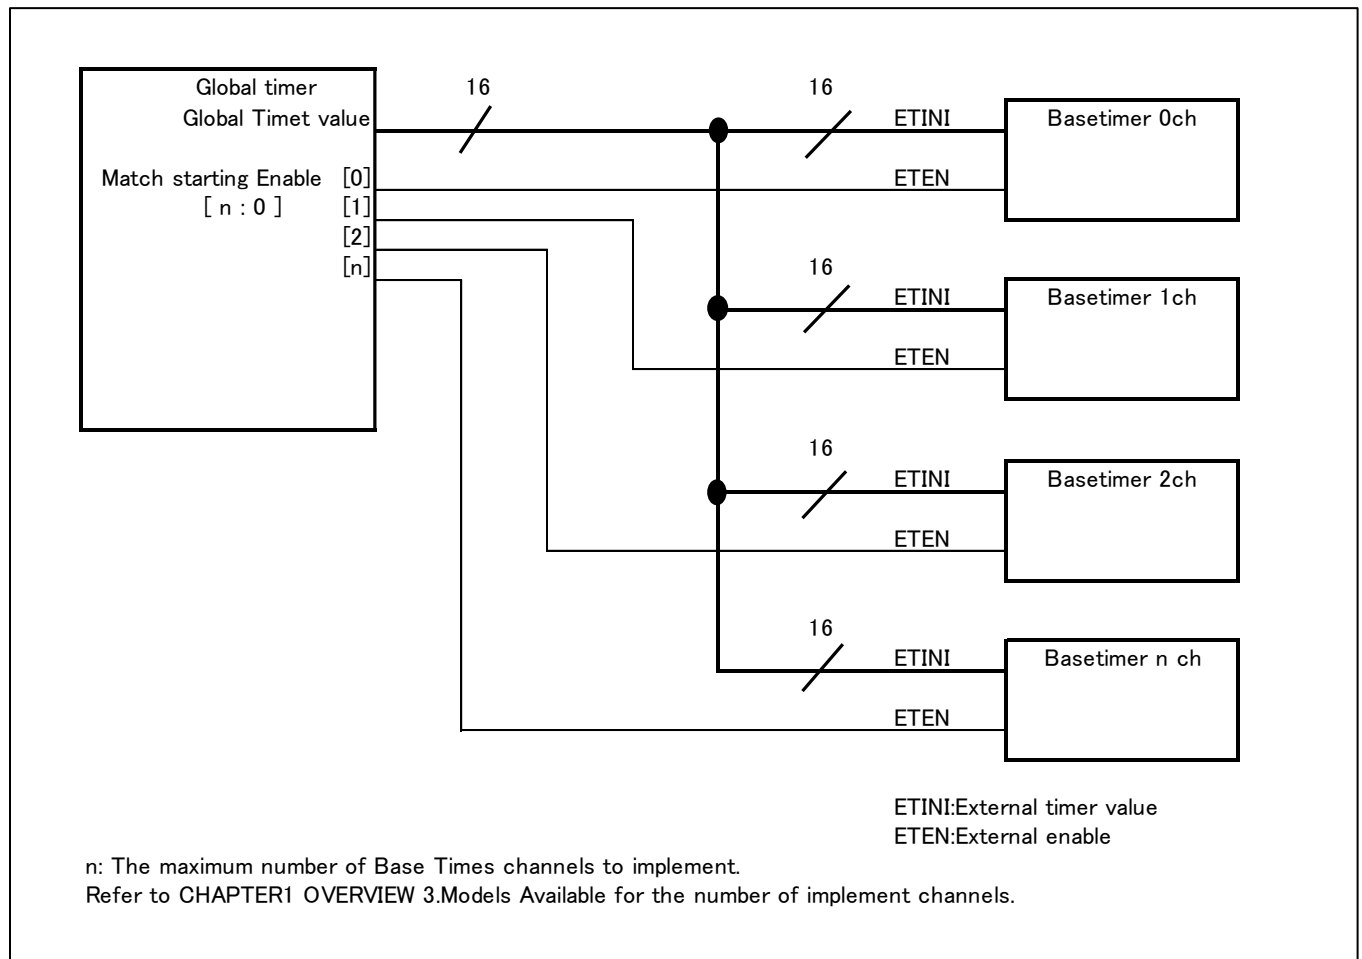 Global timer
Global Timet value
Match starting Enable [0]
[ n : 0 ] [1]
[2]
[n]
16
16
ETINI
ETEN
Basetimer 0ch
16
ETINI
ETEN
Basetimer 1ch
16
ETINI
ETEN
Basetimer 2ch
16
ETINI
ETEN
Basetimer n ch
ETINI:External timer value
ETEN:External enable
n: The maximum number of Base Times channels to implement.
Refer to CHAPTER1 OVERVIEW 3.Models Available for the number of implement channels.